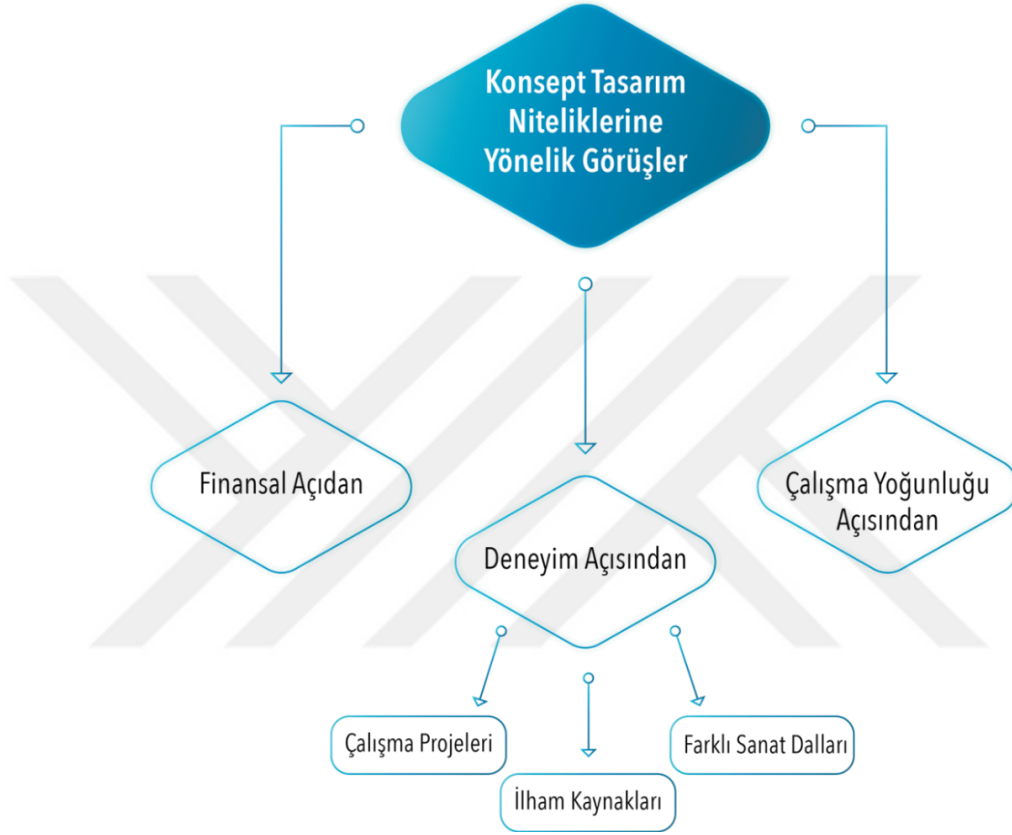 Konsept Tasarım
Niteliklerine
Yönelik Görüşler
Finansal Açıdan
Deneyim Açısından
Çalışma Yoğunluğu
Açısından
Çalışma Projeleri
İlham Kaynakları
Farklı Sanat Dalları